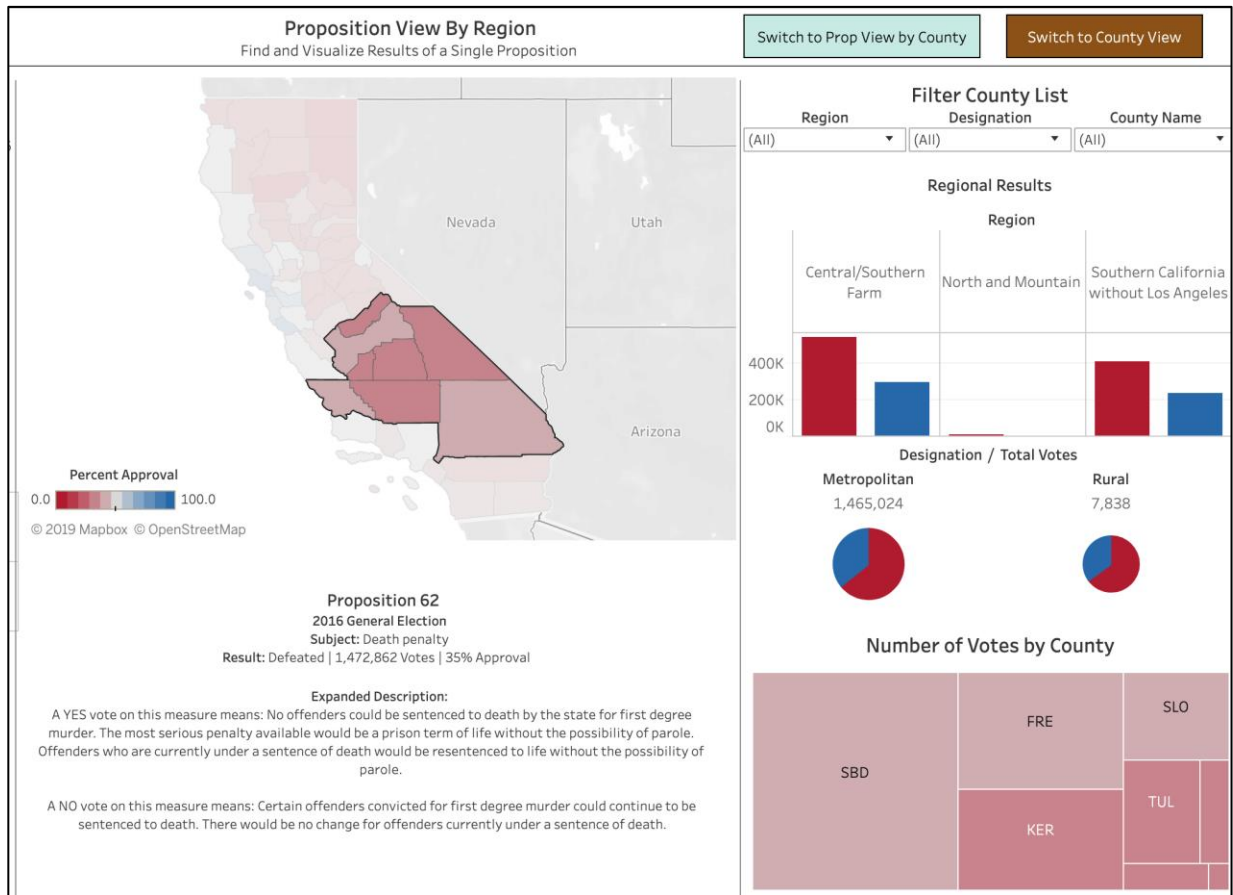 Proposition View By Region
Find and Visualize Results of a Single Proposition
Switch to Prop View by County
Switch to County View
Nevada
Utah
Arizona
Percent Approval
0.0
100.0
© 2019 Mapbox © OpenStreetMap
Proposition 62
2016 General Election
Subject: Death penalty
Result: Defeated | 1,472,862 Votes | 35% Approval
Expanded Description:
A YES vote on this measure means: No offenders could be sentenced to death by the state for first degree
murder. The most serious penalty available would be a prison term of life without the possibility of parole.
Offenders who are currently under a sentence of death would be resentenced to life without the possibility of
parole.
A NO vote on this measure means: Certain offenders convicted for first degree murder could continue to be
sentenced to death. There would be no change for offenders currently under a sentence of death.
Filter County List
Region
Designation
County Name
(All)
(All)
(All)
Regional Results
Region
Central/Southern
Farm
North and Mountain
Southern California
without Los Angeles
400K
200K
0K
Designation / Total Votes
Metropolitan
Rural
1,465,024
7,838
Number of Votes by County
SBD
FRE
SLO
KER
TUL